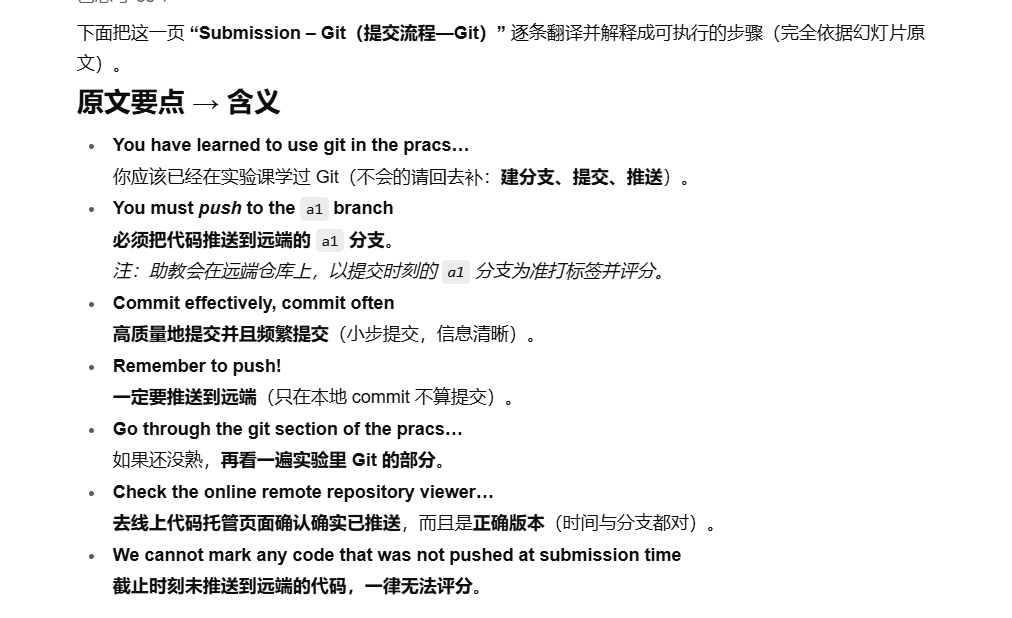 下面把这一页 “Submission – Git（提交流程—Git）” 逐条翻译并解释成可执行的步骤（完全依据幻灯片原
文）。
原文要点 → 含义
• You have learned to use git in the pracs…
你应该已经在实验课学过 Git（不会的请回去补：建分支、提交、推送）。
• You must push to the a1 branch
必须把代码推送到远端的 a1 分支。
注：助教会在远端仓库上，以提交时刻的 a1 分支为准打标签并评分。
• Commit effectively, commit often
高质量地提交并且频繁提交（小步提交，信息清晰）。
• Remember to push!
一定要推送到远端（只在本地 commit 不算提交）。
• Go through the git section of the pracs…
如果还没熟，再看一遍实验里 Git 的部分。
• Check the online remote repository viewer…
去线上代码托管页面确认确实已推送，而且是正确版本（时间与分支都对）。
• We cannot mark any code that was not pushed at submission time
截止时刻未推送到远端的代码，一律无法评分。